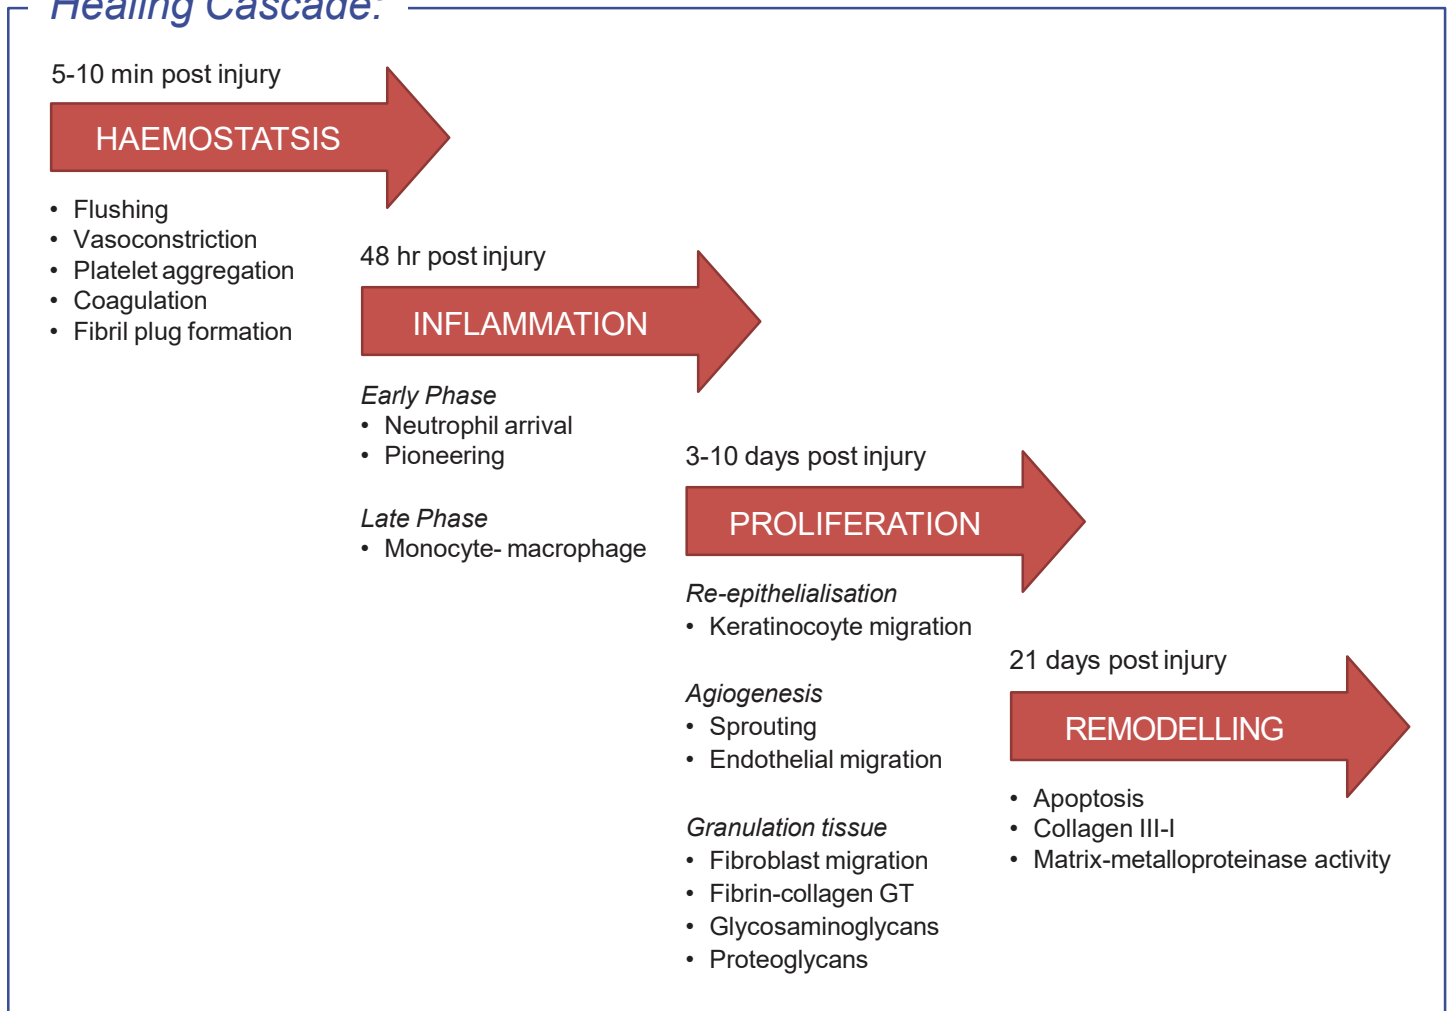 Healing Cascade:
5-10 min post injury
HAEMOSTATSIS
• Flushing
• Vasoconstriction
• Platelet aggregation
• Coagulation
• Fibril plug formation
48 hr post injury
INFLAMMATION
Early Phase
• Neutrophil arrival
• Pioneering
Late Phase
• Monocyte- macrophage
3-10 days post injury
PROLIFERATION
Re-epithelialisation
• Keratinocoyte migration
Agiogenesis
• Sprouting
• Endothelial migration
Granulation tissue
• Fibroblast migration
• Fibrin-collagen GT
• Glycosaminoglycans
• Proteoglycans
21 days post injury
REMODELLING
• Apoptosis
• Collagen III-I
• Matrix-metalloproteinase activity